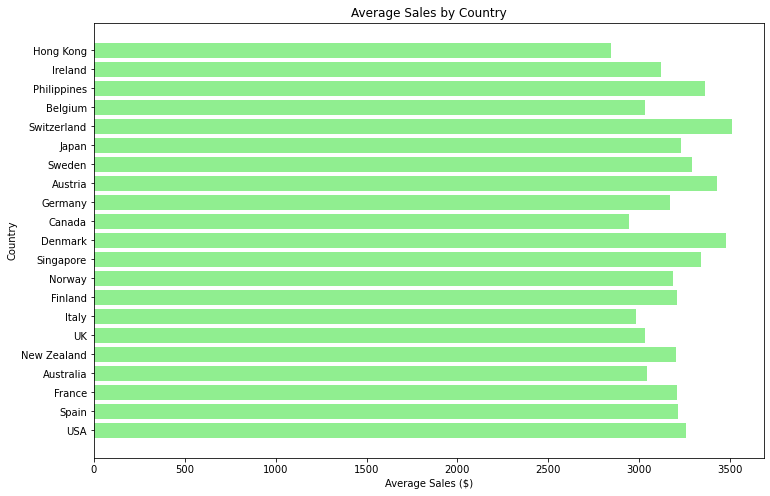 Average Sales by Country
Country
Hong Kong
Ireland
Philippines
Belgium
Switzerland
Japan
Sweden
Austria
Germany
Canada
Denmark
Singapore
Norway
Finland
Italy
UK
New Zealand
Australia
France
Spain
USA
0 500 1000 1500 2000 2500 3000 3500
Average Sales ($)